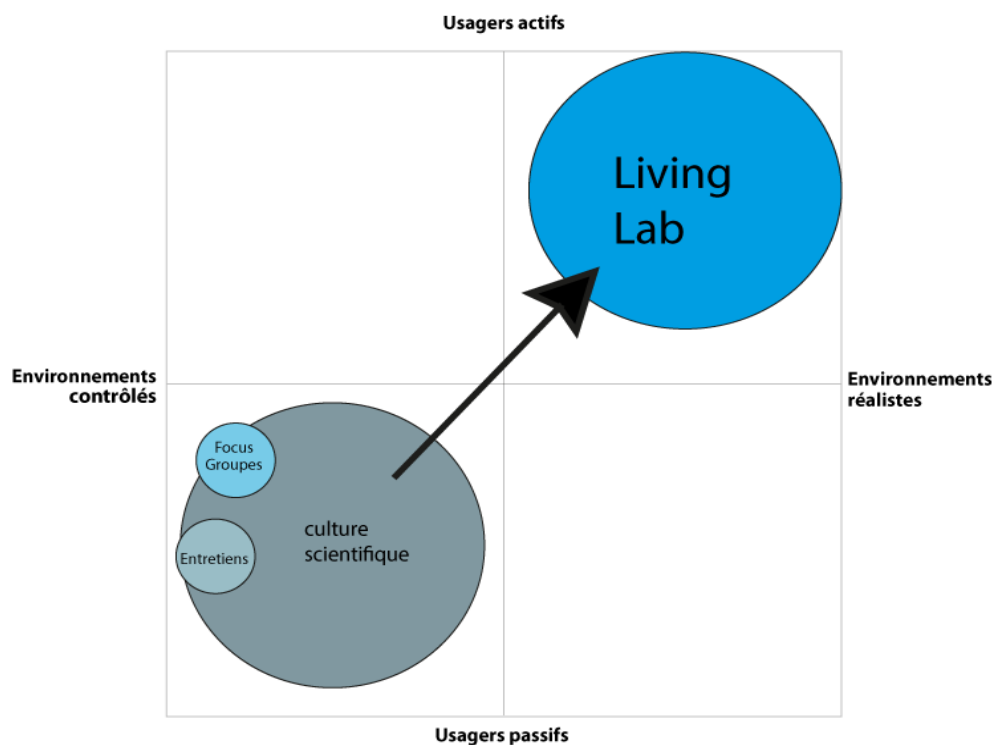 Usagers actifs
Living
Lab
Environnements
contrôlés
Environnements
réalistes
Focus
Groupes
culture
scientifique
Entretiens
Usagers passifs